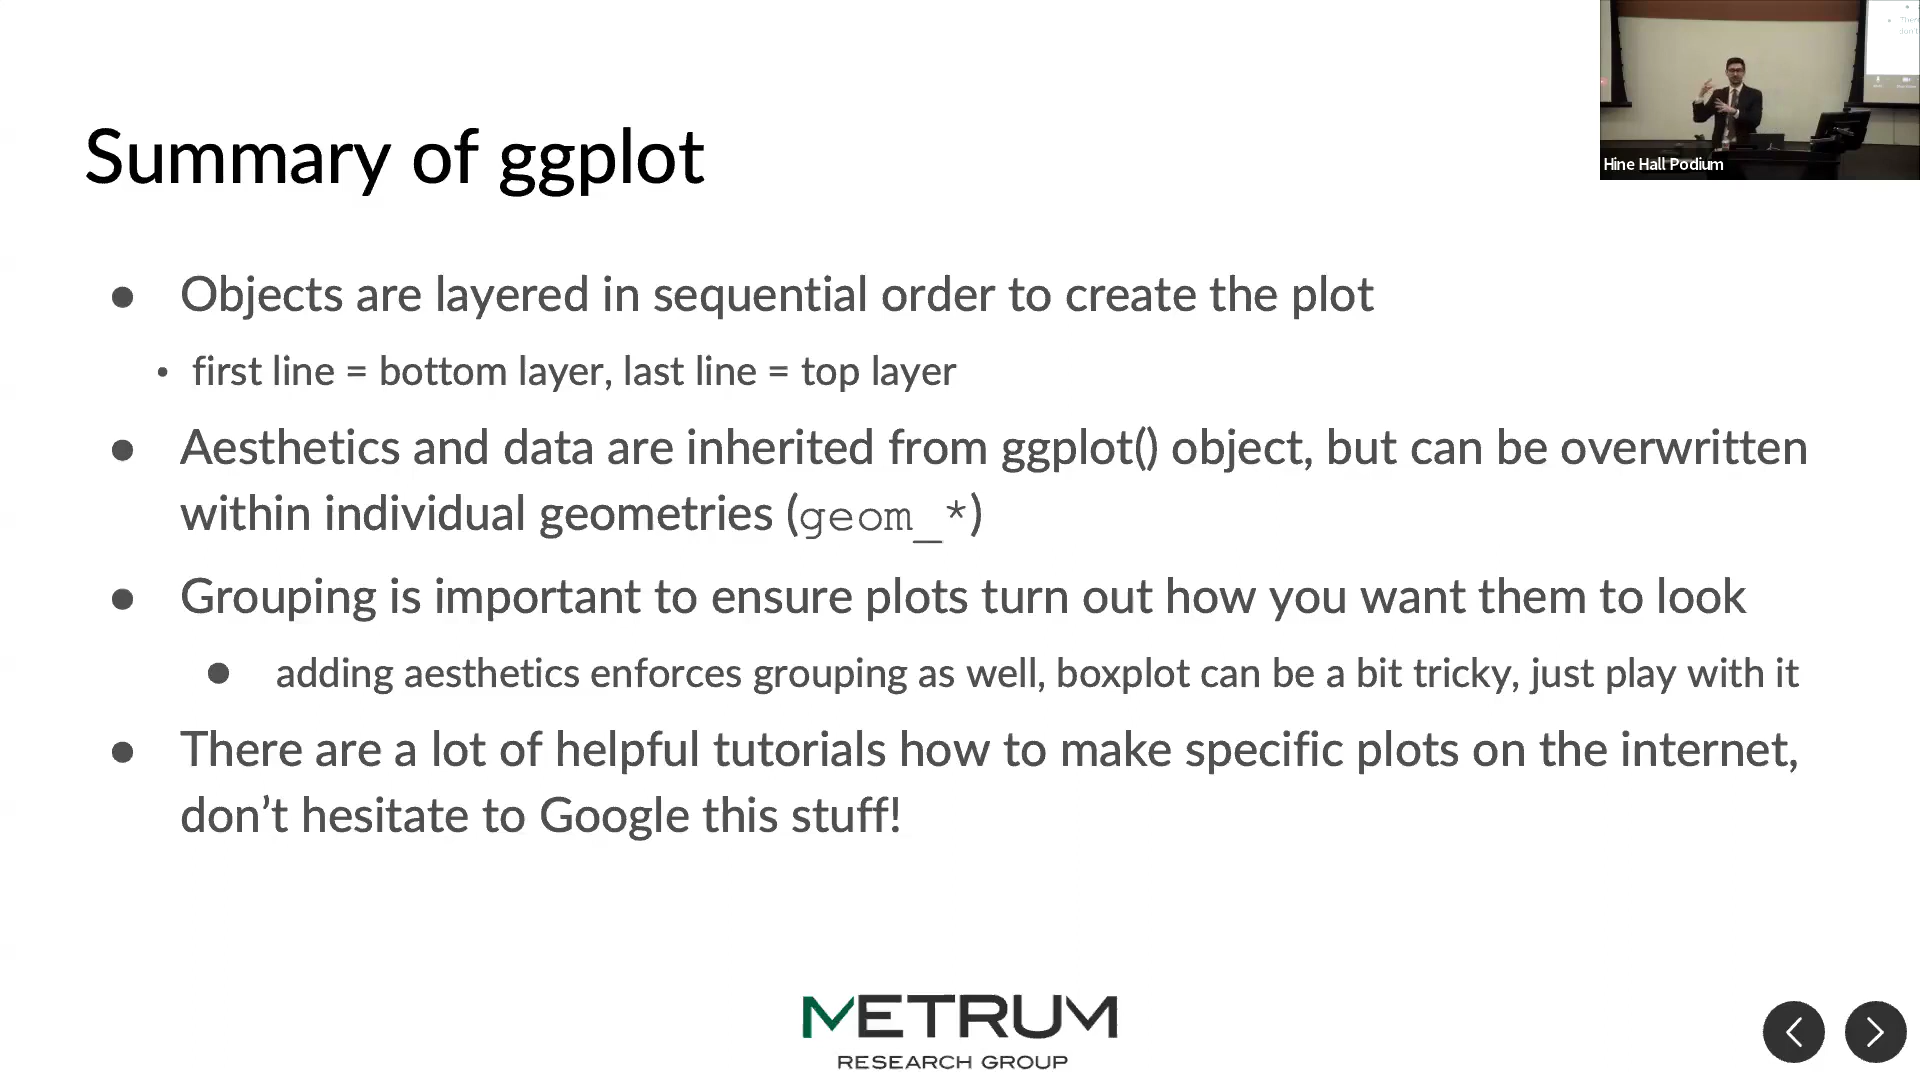 Summary of ggplot
Hine Hall Podium
● Objects are layered in sequential order to create the plot
• first line = bottom layer, last line = top layer
● Aesthetics and data are inherited from ggplot() object, but can be overwritten
within individual geometries (geom_*)
● Grouping is important to ensure plots turn out how you want them to look
● adding aesthetics enforces grouping as well, boxplot can be a bit tricky, just play with it
● There are a lot of helpful tutorials how to make specific plots on the internet,
don’t hesitate to Google this stuff!
METRUM
RESEARCH GROUP